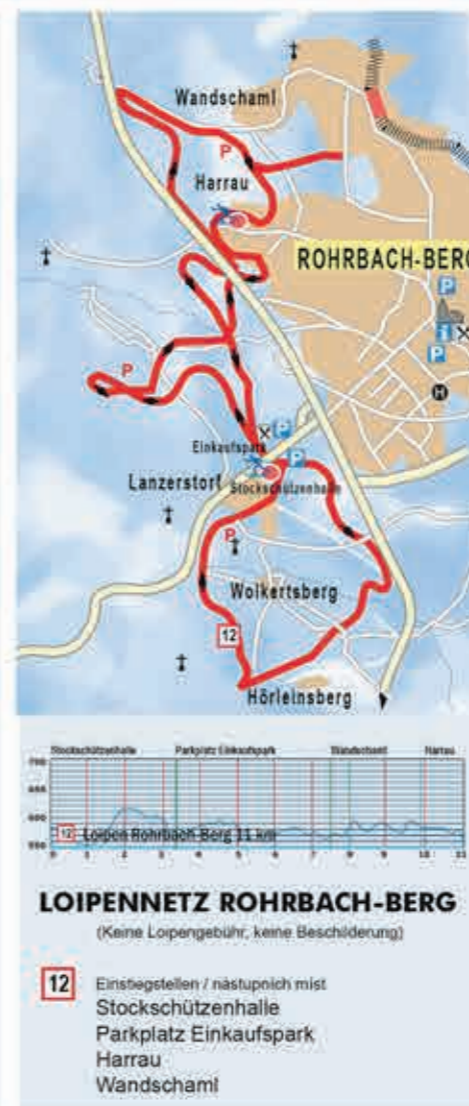 Wandschaml
P
Harrau
ROHRBACH-BERG
P
i
P
H
P
Einkaufspark
P
P
Lanzerstorf
Stockschützenhalle
P
Wolkertsberg
12
Hörleinsberg
Stockschützenhalle Parkplatz Einkaufspark Wandschaml Harrau
700
12 Loipen Rohrbach-Berg 11 km
0 1 2 3 4 5 6 7 8 9 10 11
LOIPENNETZ ROHRBACH-BERG
(Keine Loipengebühr, keine Beschilderung)
12
Einstiegstellen / nástupních míst
Stockschützenhalle
Parkplatz Einkaufspark
Harrau
Wandschaml